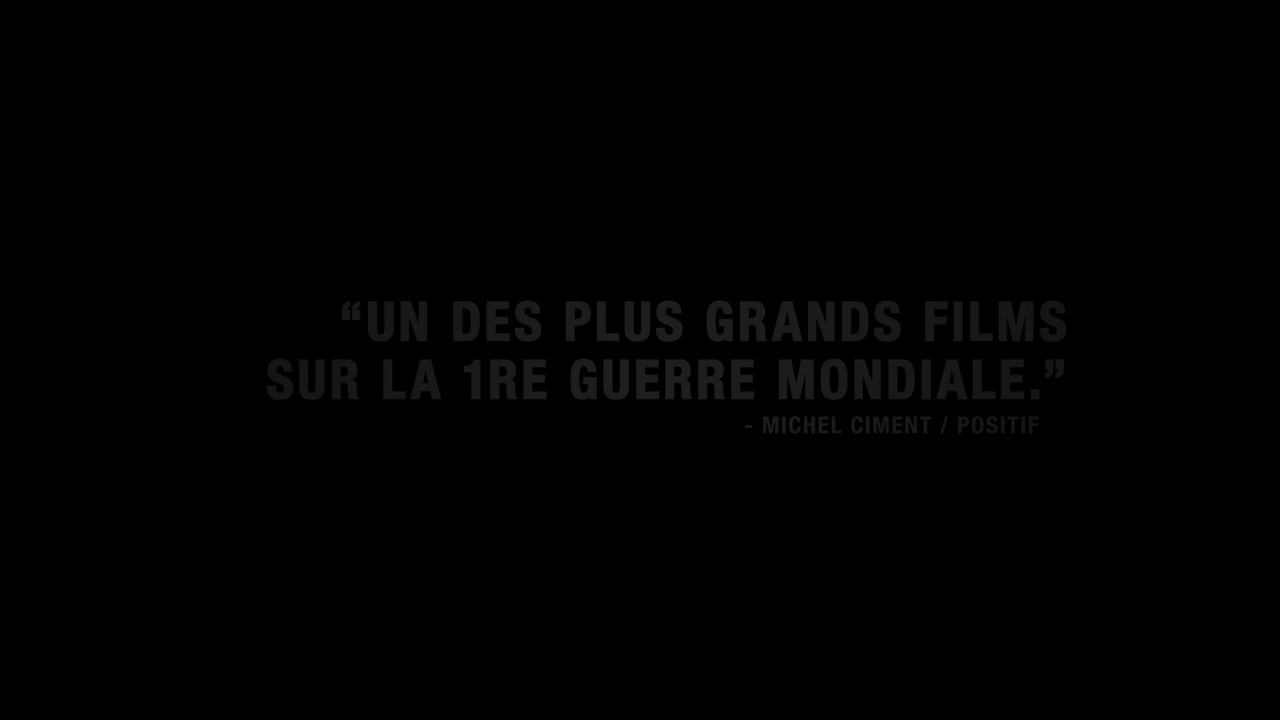 “UN DES PLUS GRANDS FILMS
SUR LA 1RE GUERRE MONDIALE.”
- MICHEL CIMENT / POSITIF